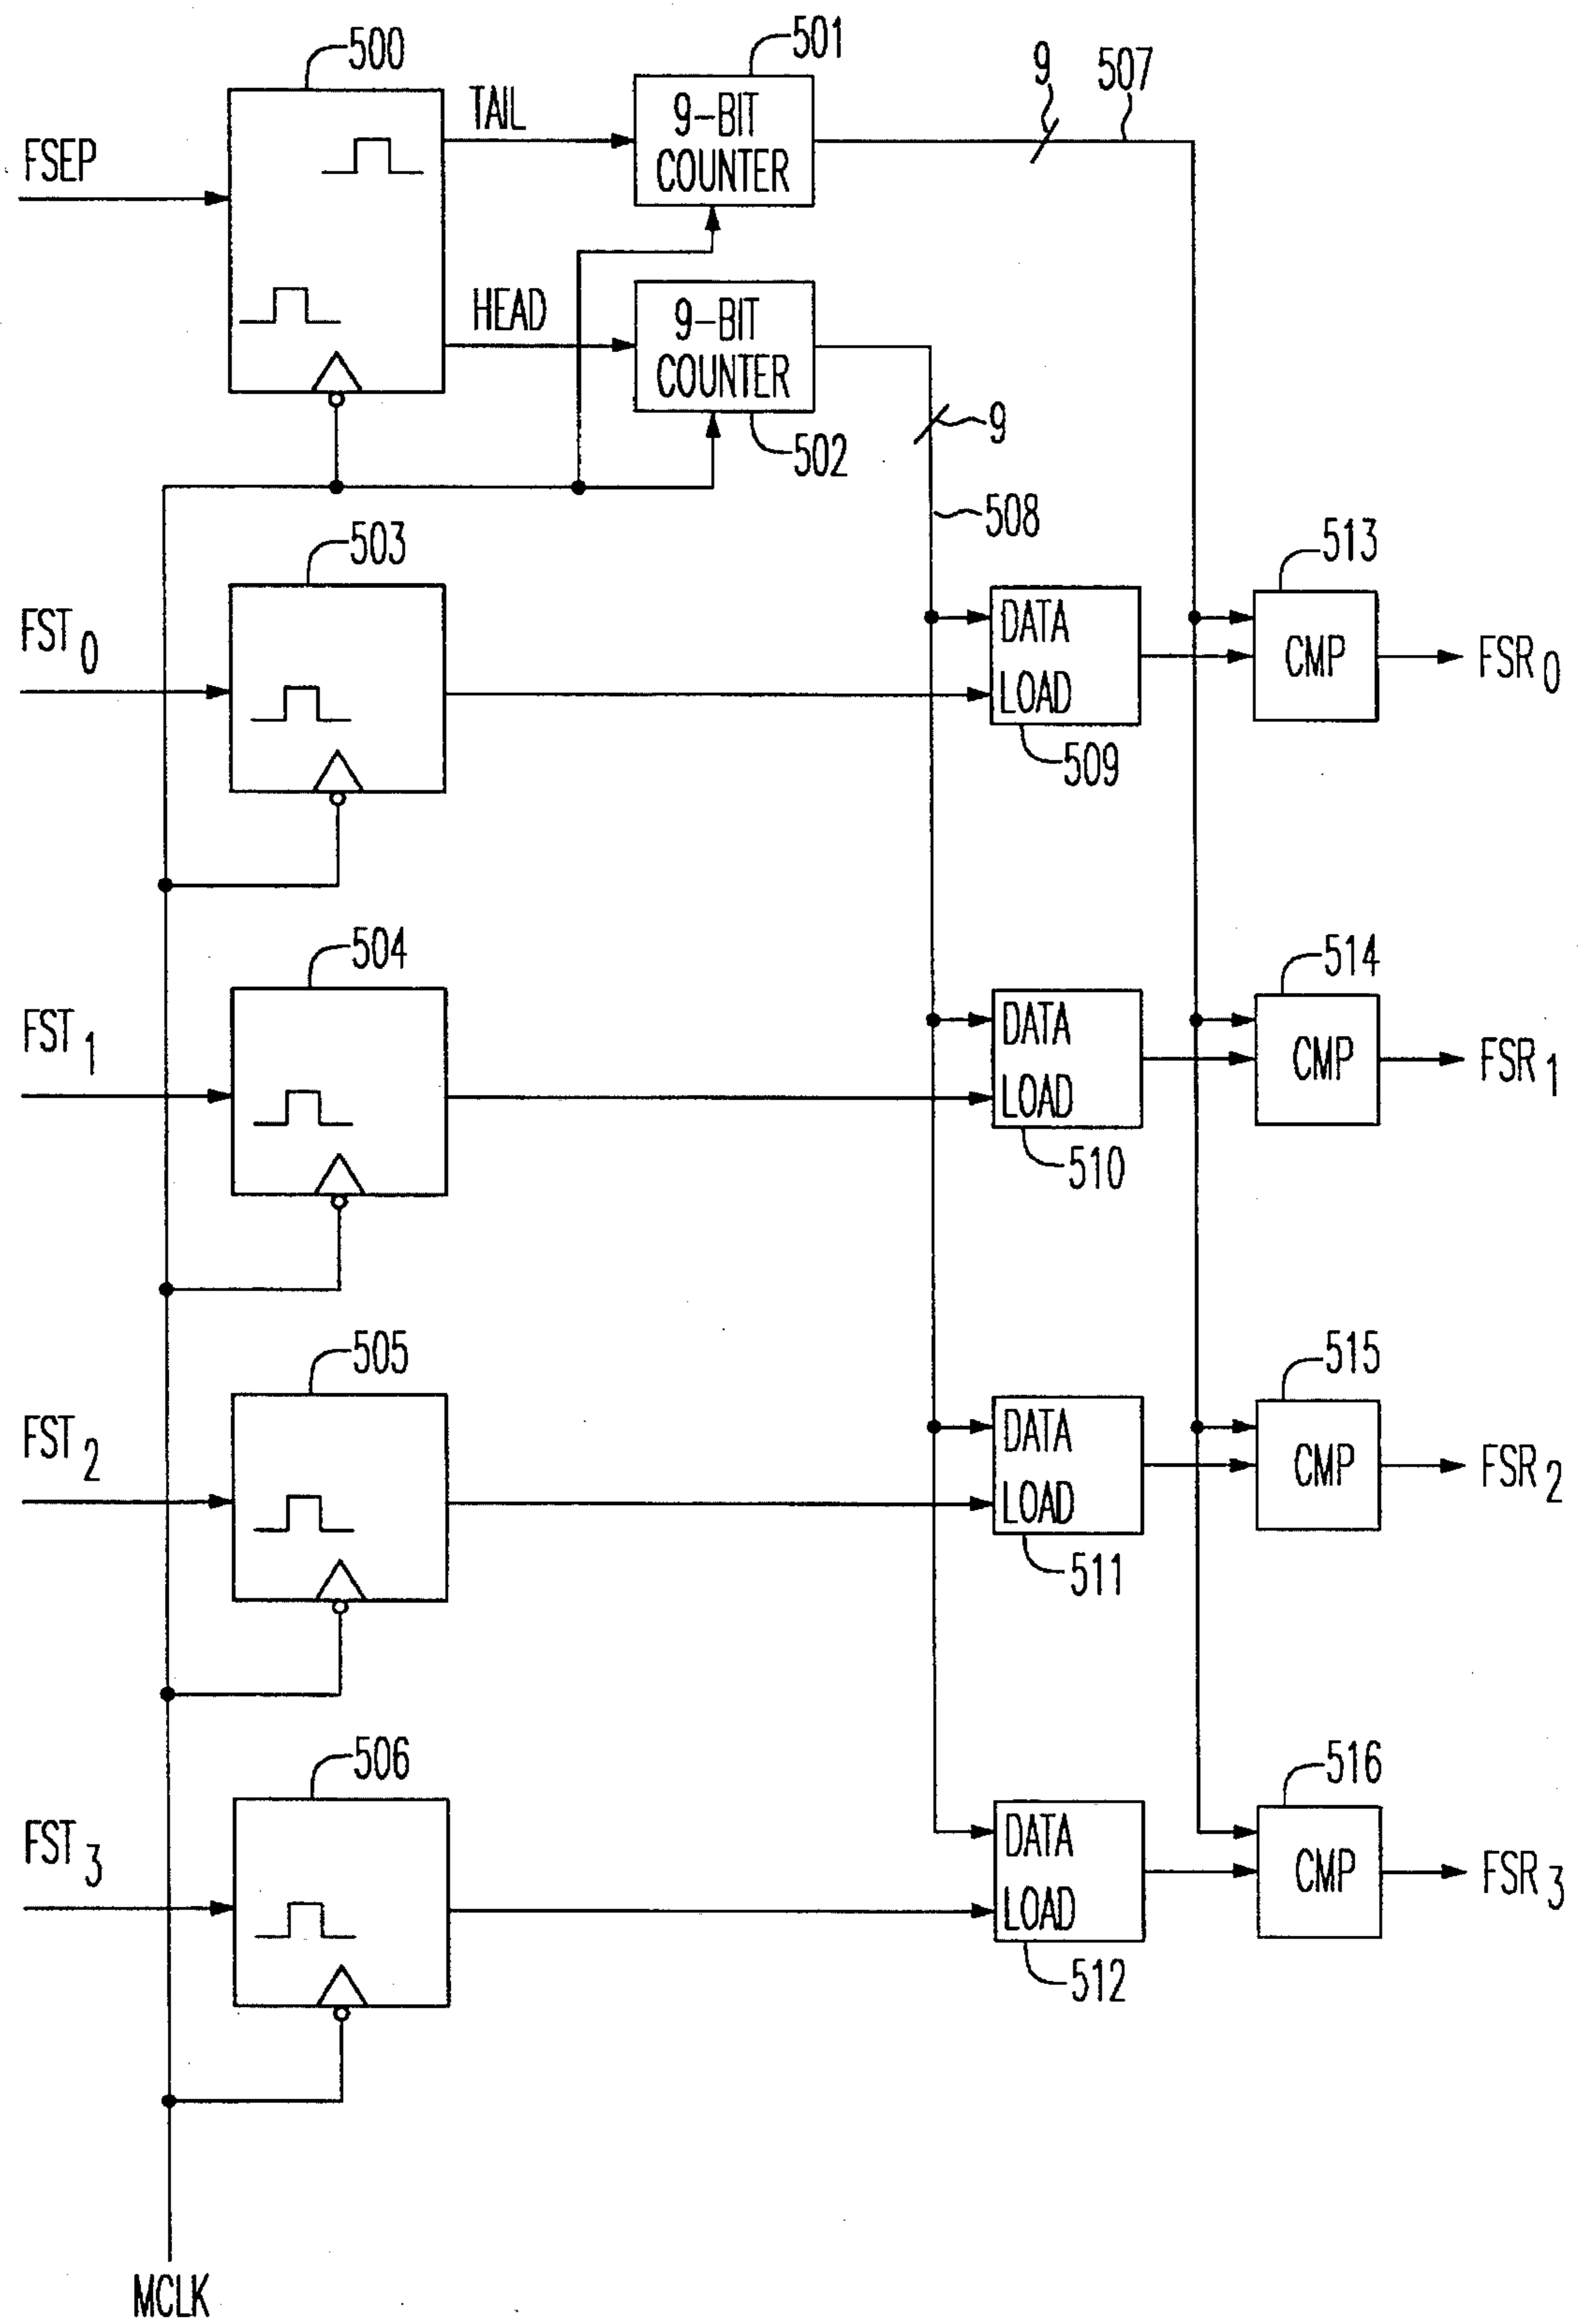 500
501
9
507
TAIL
9-BIT
COUNTER
FSEP
HEAD
9-BIT
COUNTER
502
9
508
503
513
FST 0
DATA
LOAD
CMP
FSR 0
509
504
514
FST 1
DATA
LOAD
CMP
FSR 1
510
505
515
FST 2
DATA
LOAD
CMP
FSR 2
511
506
516
FST 3
DATA
LOAD
CMP
FSR 3
512
MCLK